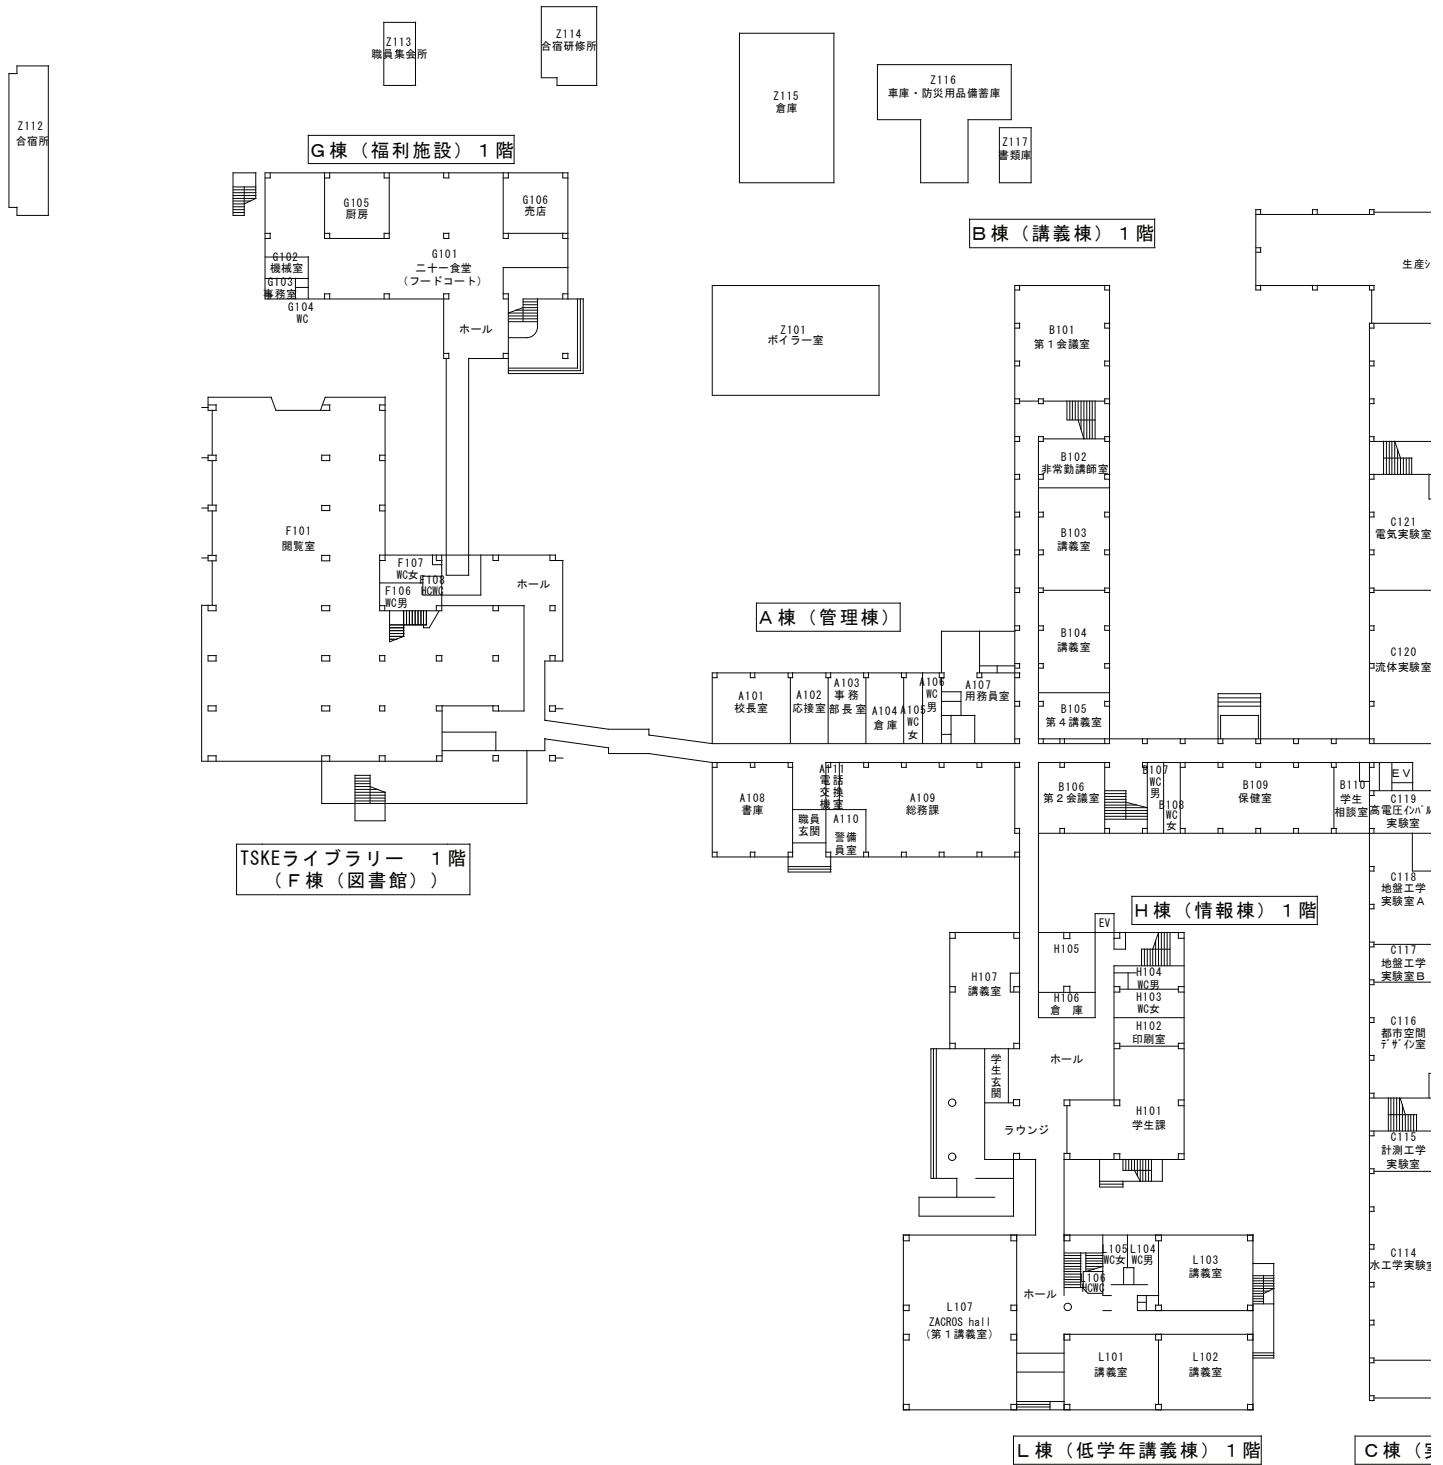 Z113
職員集会所
Z114
合宿研修所
Z112
合宿所
Z115
倉庫
Z116
車庫・防災用品備蓄庫
Z117
書類庫
G棟（福利施設）１階
G105
厨房
G106
売店
G102
機械室
G101
二十一食堂
（フードコート）
G103
事務室
G104
WC
ホール
B棟（講義棟）１階
生産シ
Z101
ボイラー室
B101
第１会議室
B102
非常勤講師室
B103
講義室
B104
講義室
B105
第４講義室
C121
電気実験室
C120
流体実験室
F101
閲覧室
F107
WC女
F108
HCWC
F106
WC男
ホール
A棟（管理棟）
A101
校長室
A102
応接室
A103
事務
部長室
A104
倉庫
A105
WC
女
A106
WC
男
A107
用務員室
A108
書庫
A111
電話
交換
機室
職員
玄関
A110
警備
員室
A109
総務課
B106
第２会議室
B107
WC
男
B108
WC
女
B109
保健室
B110
学生
相談室
EV
C119
高電圧インパル
実験室
TSKEライブラリー　１階
（F棟（図書館））
C118
地盤工学
実験室A
H棟（情報棟）１階
EV
H105
H107
講義室
H106
倉　庫
H104
WC男
H103
WC女
H102
印刷室
C117
地盤工学
実験室B
C116
都市空間
デザイン室
学
生
玄
関
ホール
H101
学生課
ラウンジ
C115
計測工学
実験室
L105
WC女
L104
WC男
L106
HCWC
L103
講義室
C114
水工学実験室
ホール
L107
ZACROS hall
（第１講義室）
L101
講義室
L102
講義室
L棟（低学年講義棟）１階
C棟（実